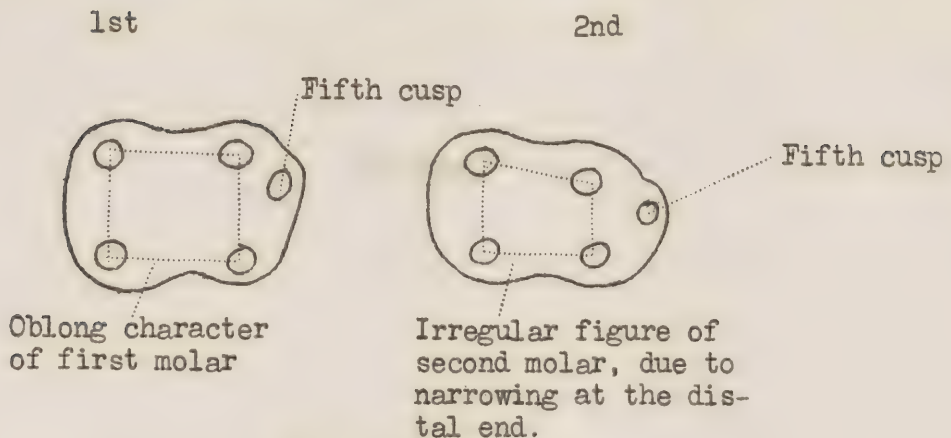 1st
2nd
Fifth cusp
Fifth cusp
Oblong character
of first molar
Irregular figure of
second molar, due to
narrowing at the dis-
tal end.